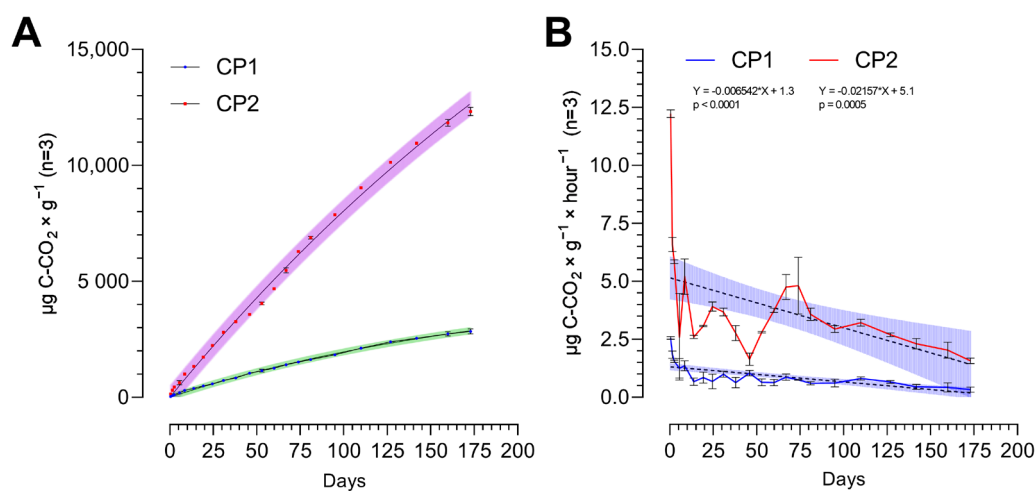 A
15,000
10,000
5 000
0
µg C-CO₂ × g⁻¹ (n=3)
CP1
CP2
0 25 50 75 100 125 150 175 200
Days
B
15.0
12.5
10.0
7.5
5.0
2.5
0.0
µg C-CO₂ × g⁻¹ × hour⁻¹ (n=3)
CP1 CP2
Y = -0.006542*X + 1.3 Y = -0.02157*X + 5.1
p < 0.0001 p = 0.0005
0 25 50 75 100 125 150 175 200
Days